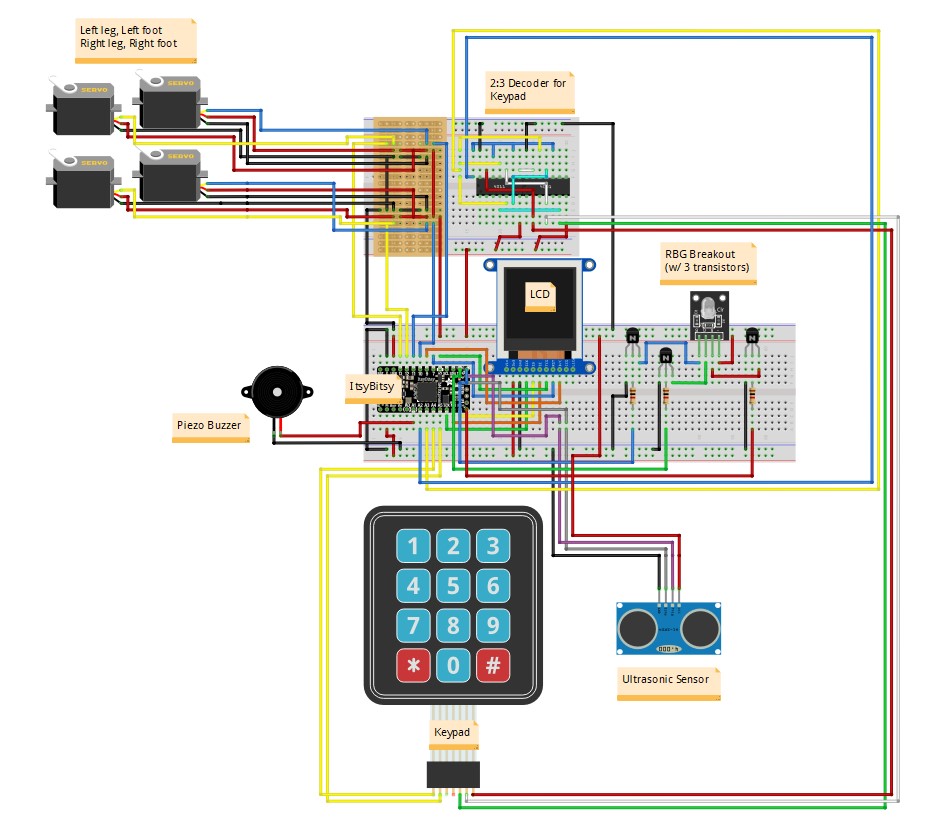 Left leg, Left foot
Right leg, Right foot
SERVO
SERVO
SERVO
SERVO
2:3 Decoder for
Keypad
RBG Breakout
(w/ 3 transistors)
LCD
ItsyBitsy
Piezo Buzzer
1 2 3
4 5 6
7 8 9
* 0 #
Ultrasonic Sensor
Keypad